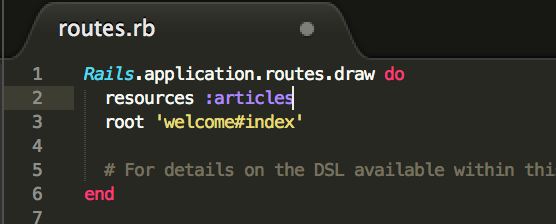 routes.rb
1 Rails.application.routes.draw do
2 resources :articles
3 root 'welcome#index'
4
5 # For details on the DSL available within thi
6 end
7